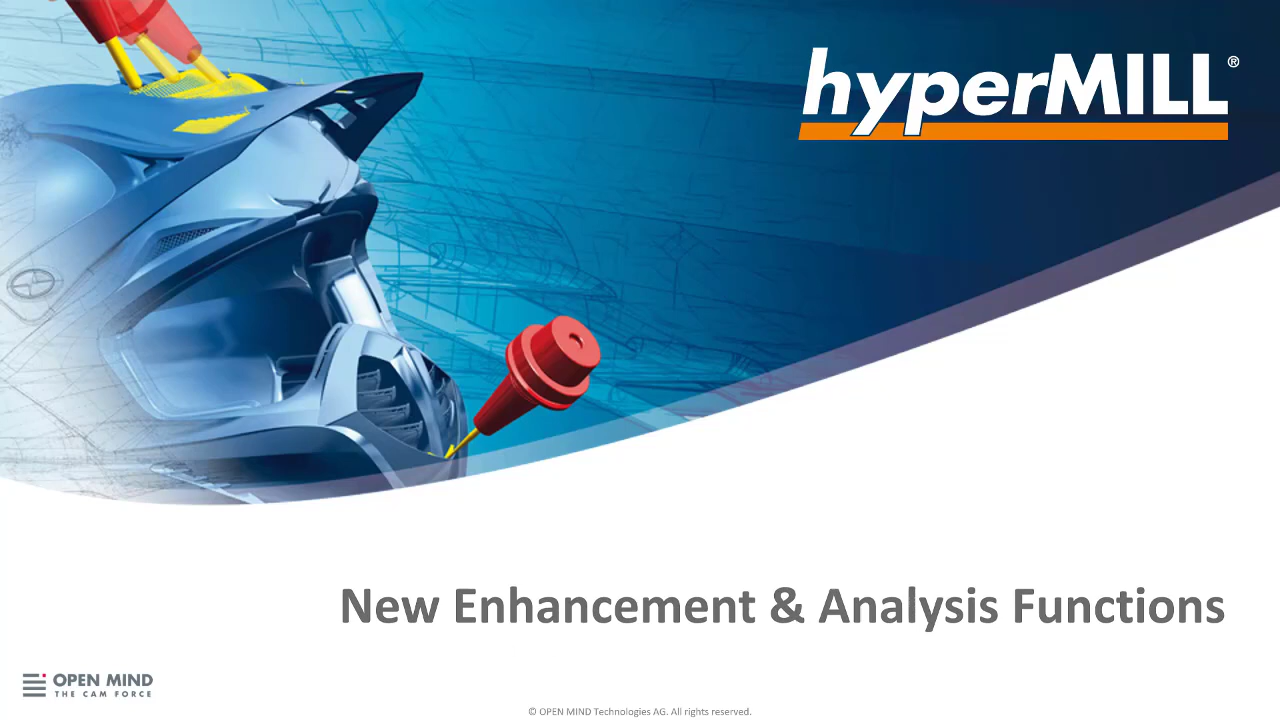 hyperMILL®
New Enhancement & Analysis Functions
OPEN MIND
THE CAM FORCE
© OPEN MIND Technologies AG. All rights reserved.